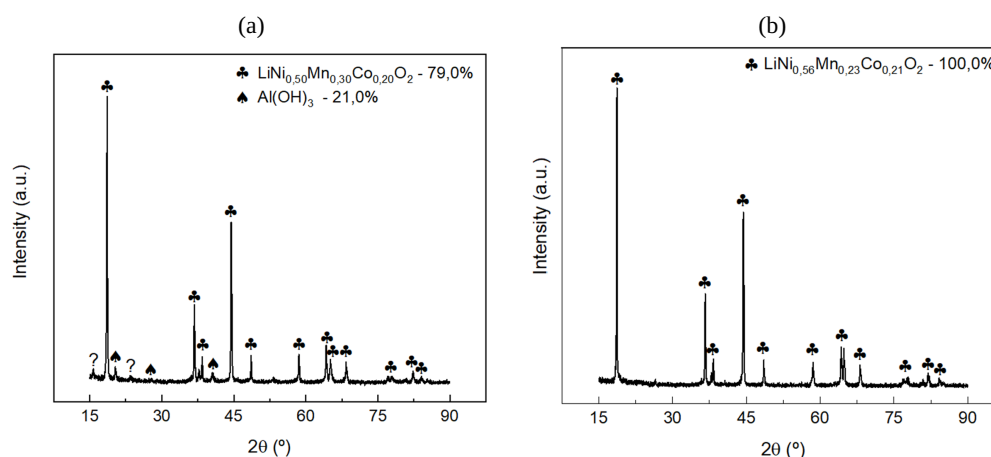 (a)
♣ LiNi0,50Mn0,30Co0,20O2 - 79,0%
♠ Al(OH)3 - 21,0%
Intensity (a.u.)
? ?
15 30 45 60 75 90
2θ (º)
(b)
♣ LiNi0,56Mn0,23Co0,21O2 - 100,0%
Intensity (a.u.)
15 30 45 60 75 90
2θ (º)